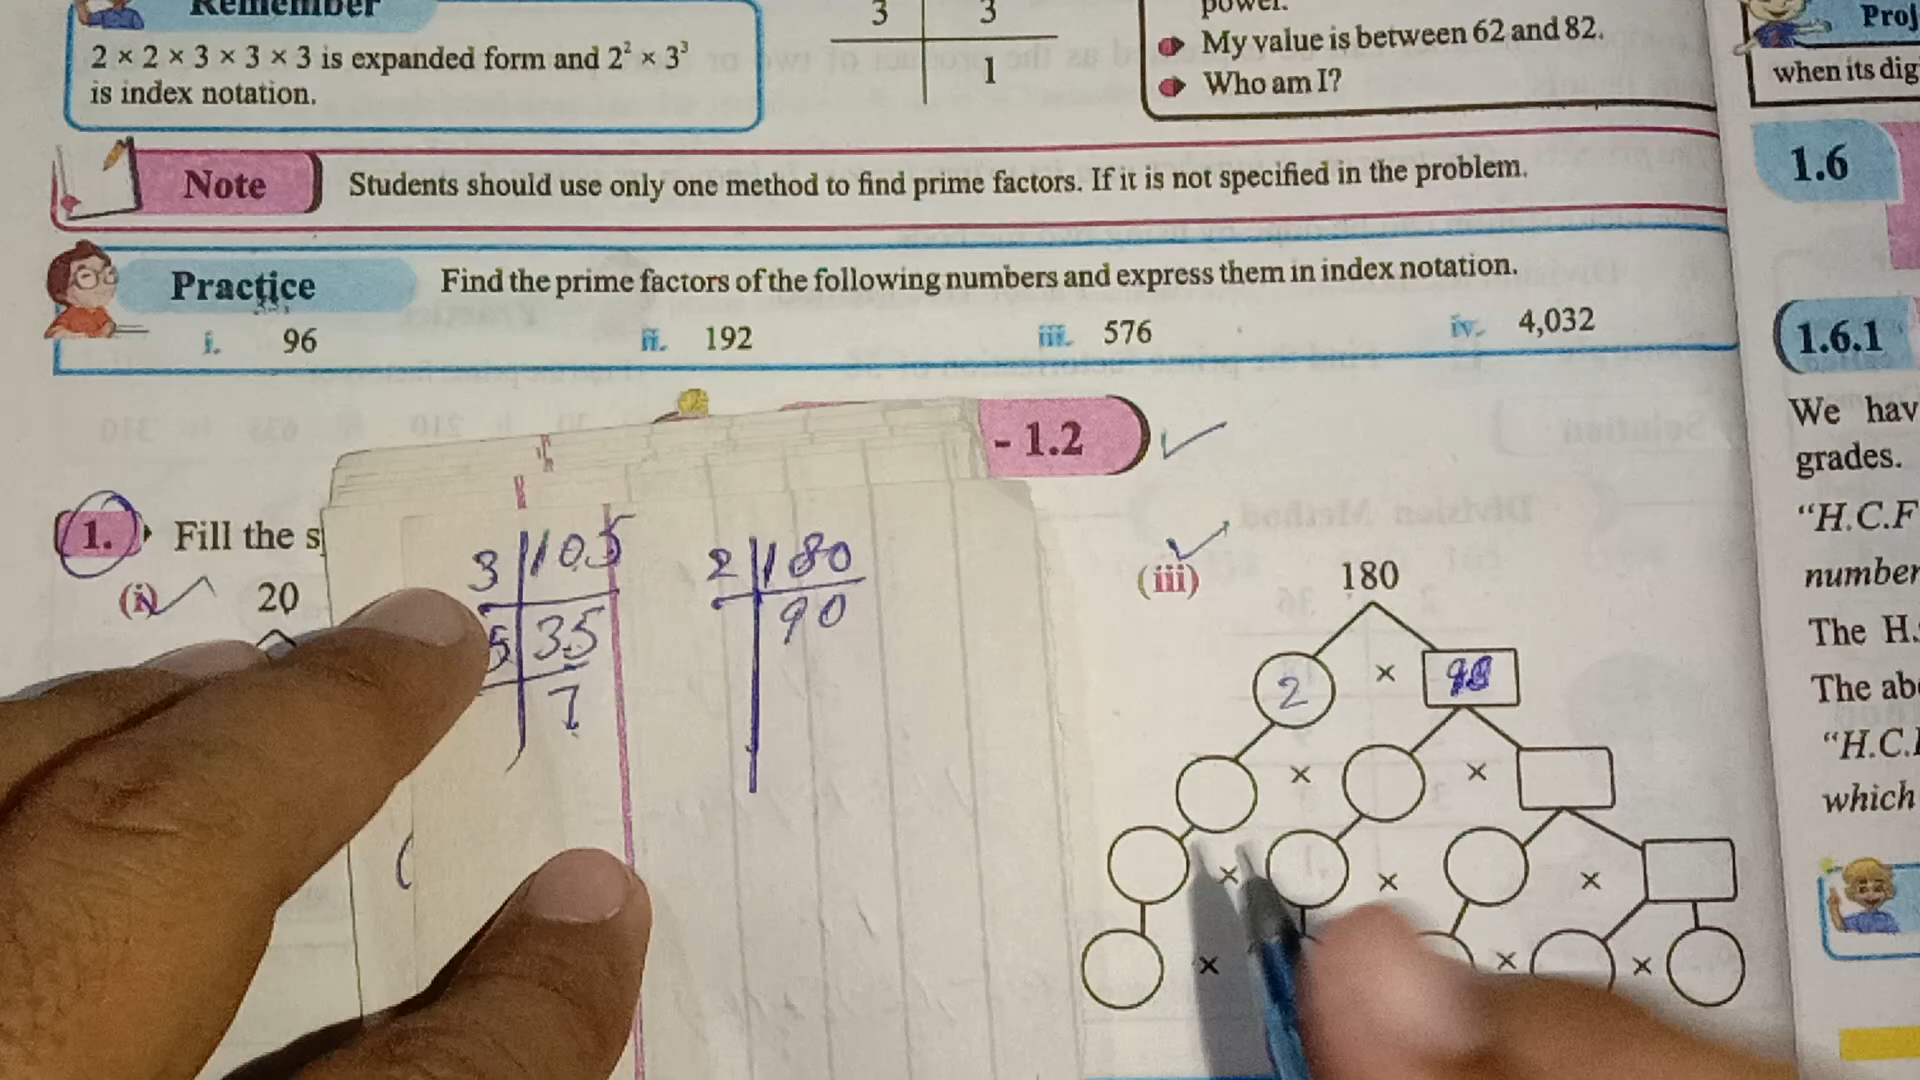 Remember
2 × 2 × 3 × 3 × 3 is expanded form and 2² × 3³
is index notation.
3 3
1
power.
My value is between 62 and 82.
Who am I?
Proj
when its dig
Note Students should use only one method to find prime factors. If it is not specified in the problem.
Practice Find the prime factors of the following numbers and express them in index notation.
i. 96 ii. 192 iii. 576 iv. 4,032
- 1.2
1. Fill the s
(i) 20
3 105
5 35
7
2 180
90
(iii) 180
2 ×
× ×
× × ×
× × ×
1.6
1.6.1
We hav
grades.
“H.C.F
number
The H.
The ab
“H.C.
which